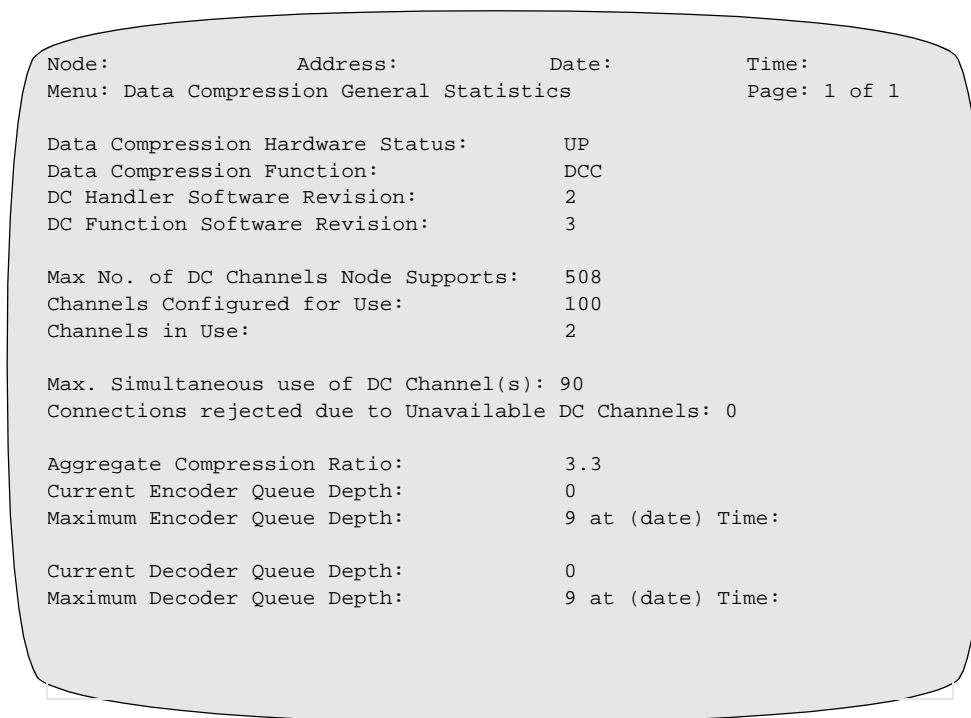 Node: Address: Date: Time:
Menu: Data Compression General Statistics Page: 1 of 1
Data Compression Hardware Status: UP
Data Compression Function: DCC
DC Handler Software Revision: 2
DC Function Software Revision: 3
Max No. of DC Channels Node Supports: 508
Channels Configured for Use: 100
Channels in Use: 2
Max. Simultaneous use of DC Channel(s): 90
Connections rejected due to Unavailable DC Channels: 0
Aggregate Compression Ratio: 3.3
Current Encoder Queue Depth: 0
Maximum Encoder Queue Depth: 9 at (date) Time:
Current Decoder Queue Depth: 0
Maximum Decoder Queue Depth: 9 at (date) Time: